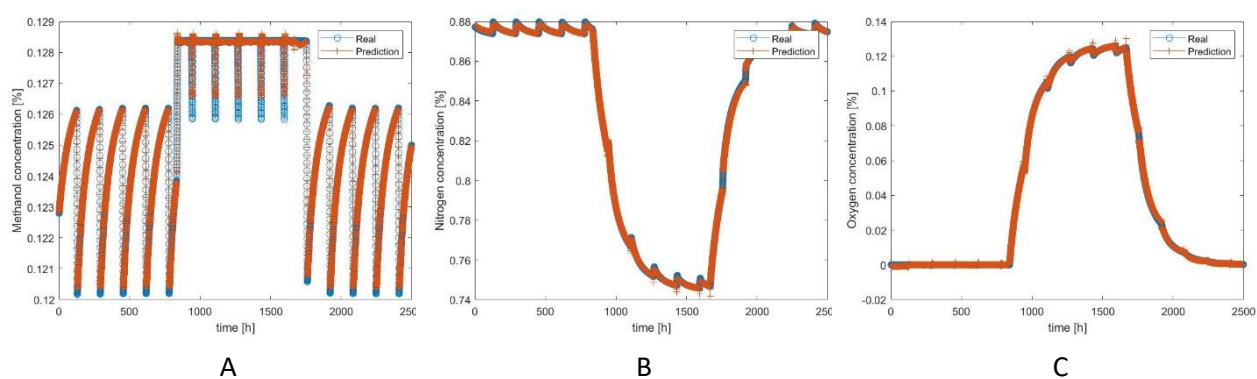 0.129
0.128
0.127
0.126
0.125
0.124
0.123
0.122
0.121
0.12
Methanol concentration [%]
0 500 1000 1500 2000 250
time [h]
Real
Prediction
A
0.88
0.86
0.84
0.82
0.8
0.78
0.76
0.74
Nitrogen concentration [%]
0 500 1000 1500 2000 250
time [h]
Real
Prediction
B
0.14
0.12
0.1
0.08
0.06
0.04
0.02
0
-0.02
Oxygen concentration [%]
0 500 1000 1500 2000 2500
time [h]
Real
Prediction
C